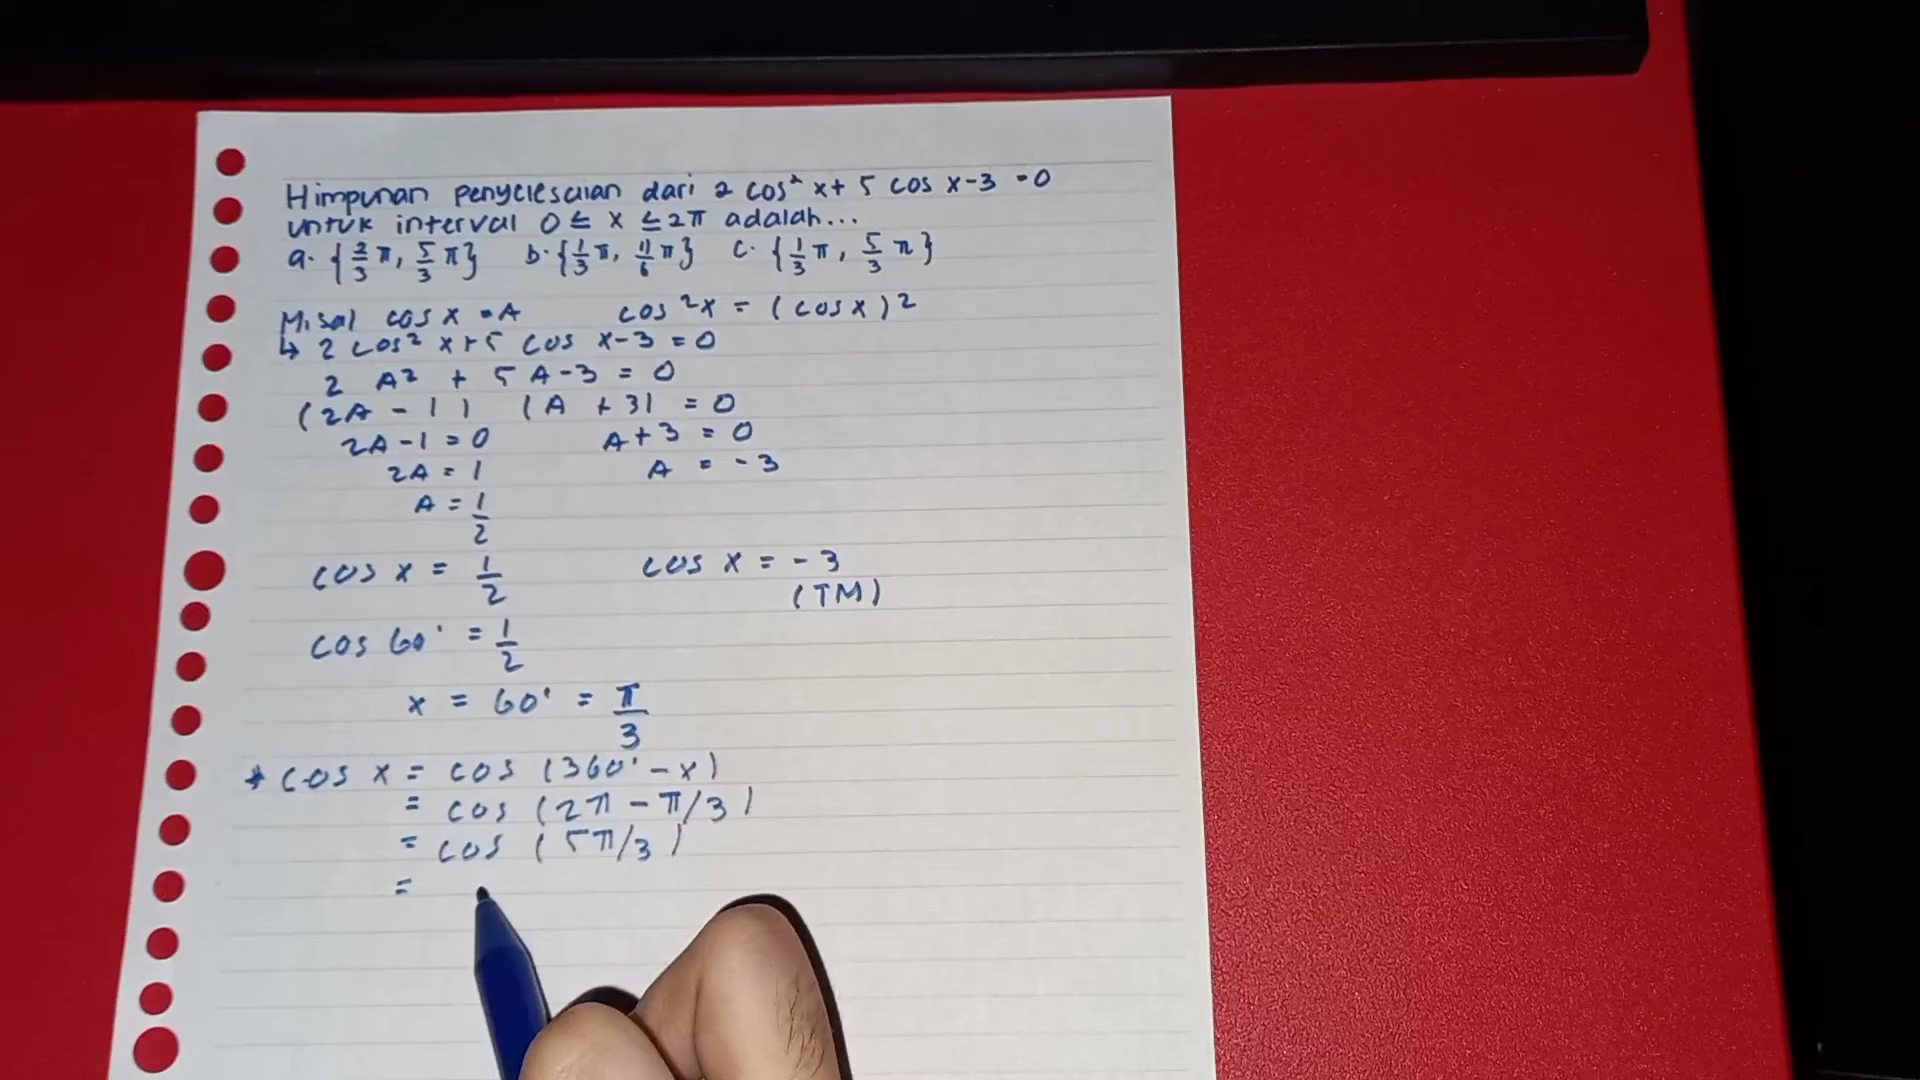 Himpunan penyelesaian dari 2 cos² x + 5 cos x - 3 = 0
untuk interval 0 ≤ x ≤ 2π adalah...
a. {2/3 π, 5/3 π} b. {1/3 π, 11/6 π} c. {1/3 π, 5/3 π}
Misal cos x = A cos ²x = (cos x) 2
↳ 2 cos² x + 5 cos x - 3 = 0
2 A² + 5 A - 3 = 0
(2A - 1) (A + 3) = 0
2A - 1 = 0 A + 3 = 0
2A = 1 A = - 3
A = 1/2
cos x = 1/2 cos x = - 3
(TM)
cos 60° = 1/2
x = 60° = π/3
* cos x = cos (360° - x)
= cos (2π - π/3)
= cos (5π/3)
=